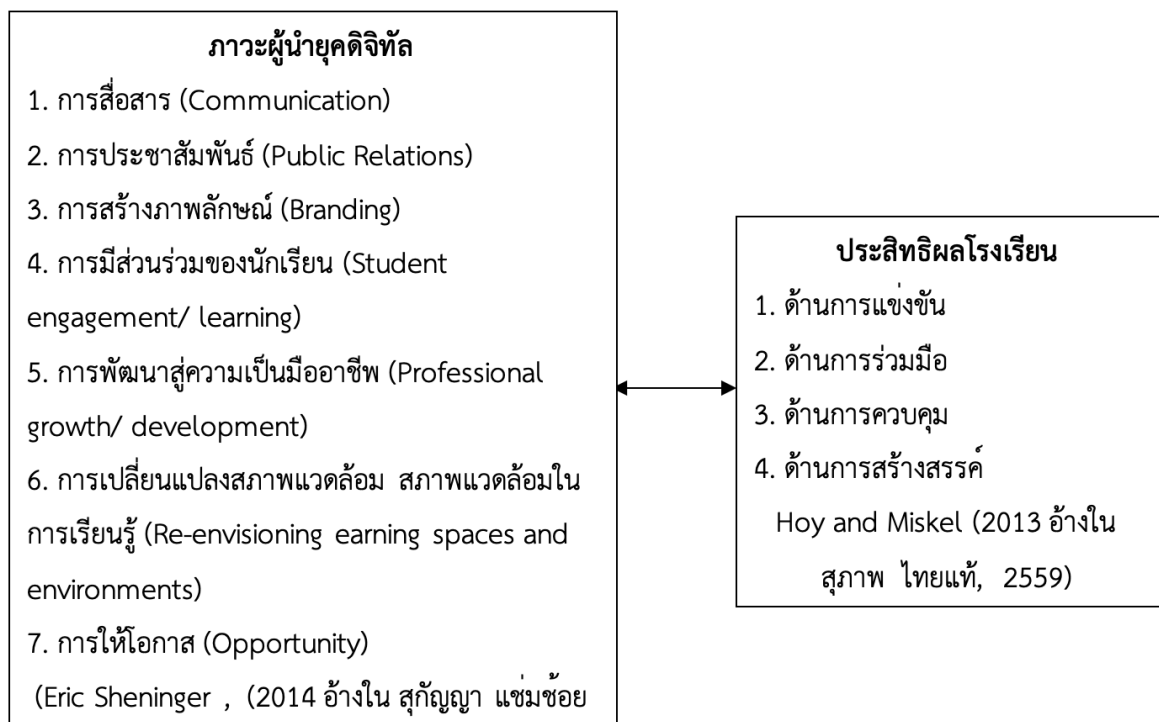 ภาวะผู้นำยุคดิจิทัล
1. การสื่อสาร (Communication)
2. การประชาสัมพันธ์ (Public Relations)
3. การสร้างภาพลักษณ์ (Branding)
4. การมีส่วนร่วมของนักเรียน (Student
engagement/ learning)
5. การพัฒนาสู่ความเป็นมืออาชีพ (Professional
growth/ development)
6. การเปลี่ยนแปลงสภาพแวดล้อม สภาพแวดล้อมใน
การเรียนรู้ (Re-envisioning earning spaces and
environments)
7. การให้โอกาส (Opportunity)
(Eric Sheninger , (2014 อ้างใน สุกัญญา แช่มช้อย
ประสิทธิผลโรงเรียน
1. ด้านการแข่งขัน
2. ด้านการร่วมมือ
3. ด้านการควบคุม
4. ด้านการสร้างสรรค์
Hoy and Miskel (2013 อ้างใน
สุภาพ ไทยแท้, 2559)